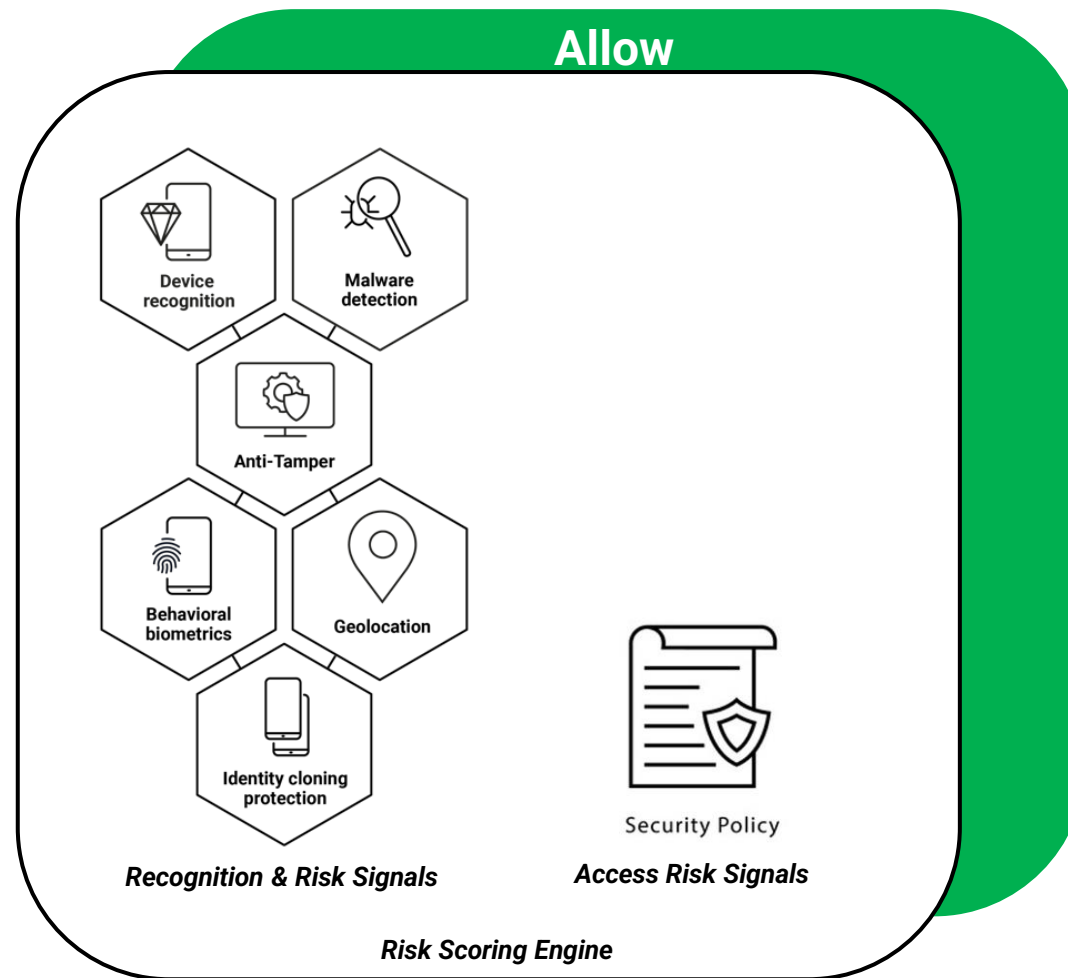 Allow
Device
recognition
Malware
detection
Anti-Tamper
Behavioral
biometrics
Geolocation
Identity cloning
protection
Security Policy
Recognition & Risk Signals
Access Risk Signals
Risk Scoring Engine